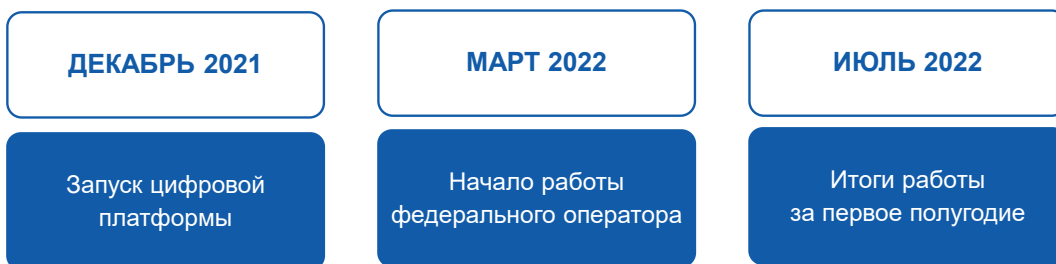 ДЕКАБРЬ 2021
МАРТ 2022
ИЮЛЬ 2022
Запуск цифровой
платформы
Начало работы
федерального оператора
Итоги работы
за первое полугодие